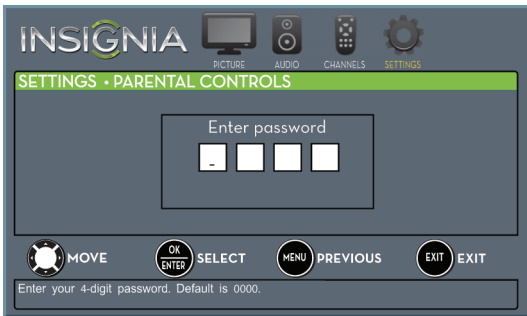 INSIGNIA
PICTURE AUDIO CHANNELS SETTINGS
SETTINGS • PARENTAL CONTROLS
Enter password
-
MOVE OK ENTER SELECT MENU PREVIOUS EXIT EXIT
Enter your 4-digit password. Default is 0000.